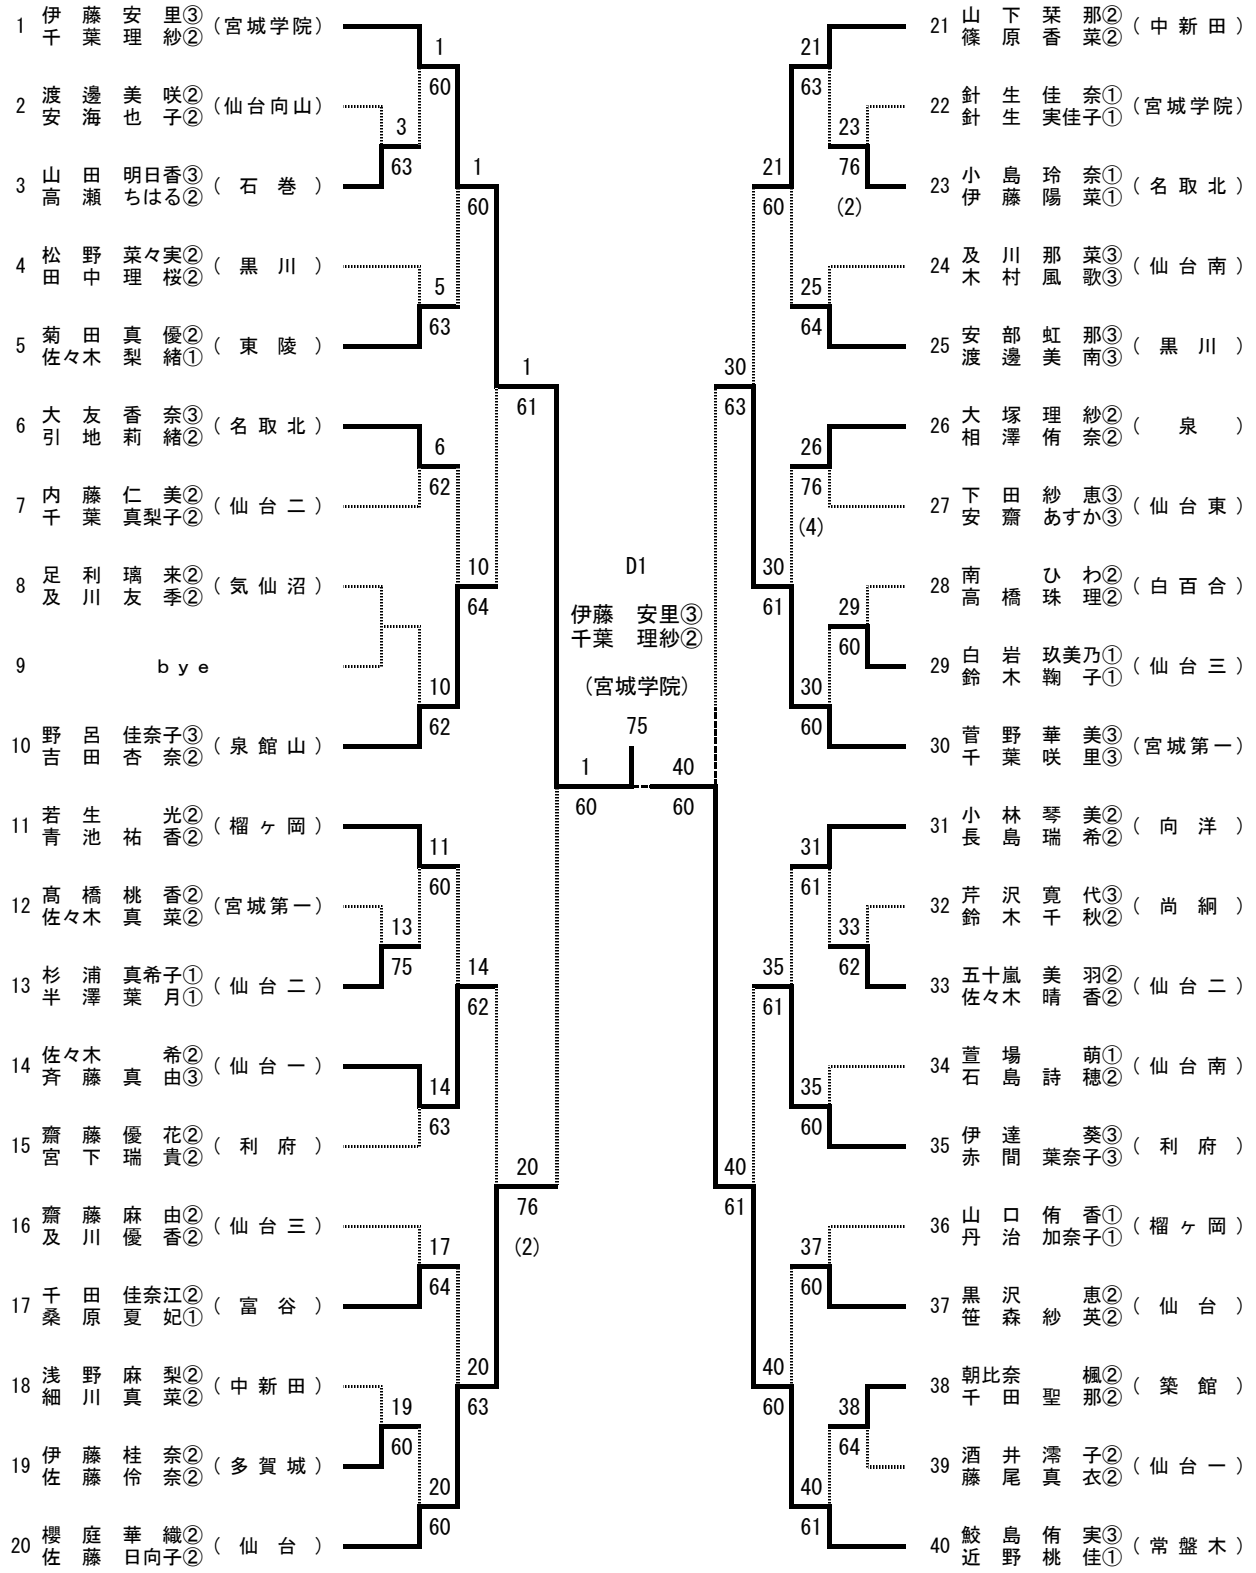 1 伊藤安里③ (宮城学院)
千葉理紗②
2 渡邊美咲② (仙台向山)
安海也子②
3 山田明日香③ (石巻)
高瀬ちはる②
4 松野菜々実② (黒川)
田中理桜②
5 菊田真優② (東陵)
佐々木梨緒①
6 大友香奈③ (名取北)
引地莉緒②
7 内藤仁美② (仙台二)
千葉真梨子②
8 足利璃来② (気仙沼)
及川友季②
9 bye
10 野呂佳奈子③ (泉館山)
吉田杏奈②
11 若生光② (榴ヶ岡)
青池祐香②
12 髙橋桃香② (宮城第一)
佐々木真菜②
13 杉浦真希子① (仙台二)
半澤葉月①
14 佐々木希② (仙台一)
斉藤真由③
15 齋藤優花② (利府)
宮下瑞貴②
16 齋藤麻由② (仙台三)
及川優香②
17 千田佳奈江② (富谷)
桑原夏妃①
18 浅野麻梨② (中新田)
細川真菜②
19 伊藤桂奈② (多賀城)
佐藤伶奈②
20 櫻庭華織② (仙台)
佐藤日向子②
3
63
1
60
5
63
6
62
10
62
13
75
11
60
14
63
17
64
19
60
20
60
1
60
10
64
14
62
20
63
1
61
20
76
(2)
D1
伊藤 安里③
千葉 理紗②
(宮城学院)
75
1
60
40
60
30
63
40
61
21
60
30
61
35
61
40
60
21
63
23
76
(2)
25
64
26
76
(4)
29
60
30
60
31
61
33
62
35
60
37
60
38
64
40
61
21 山下栞那② (中新田)
篠原香菜②
22 針生佳奈① (宮城学院)
針生実佳子①
23 小島玲奈① (名取北)
伊藤陽菜①
24 及川那菜③ (仙台南)
木村風歌③
25 安部虹那③ (黒川)
渡邊美南③
26 大塚理紗② (泉)
相澤侑奈②
27 下田紗恵③ (仙台東)
安齋あすか③
28 南ひわ② (白百合)
高橋珠理②
29 白岩玖美乃① (仙台三)
鈴木鞠子①
30 菅野華美③ (宮城第一)
千葉咲里③
31 小林琴美② (向洋)
長島瑞希②
32 芹沢寛代③ (尚絅)
鈴木千秋②
33 五十嵐美羽② (仙台二)
佐々木晴香②
34 萱場萌① (仙台南)
石島詩穂②
35 伊達葵③ (利府)
赤間葉奈子③
36 山口侑香① (榴ヶ岡)
丹治加奈子①
37 黒沢恵② (仙台)
笹森紗英②
38 朝比奈楓② (築館)
千田聖那②
39 酒井澪子② (仙台一)
藤尾真衣②
40 鮫島侑実③ (常盤木)
近野桃佳①